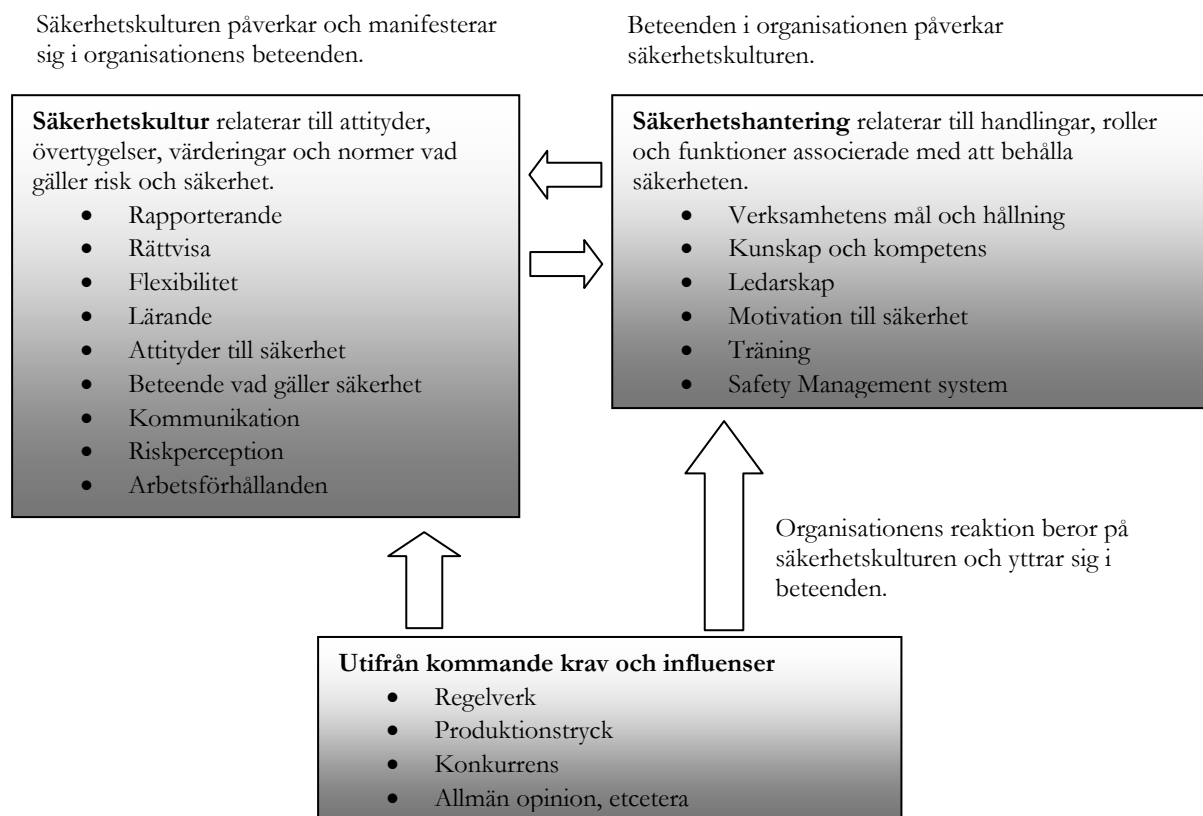 Säkerhetskulturen påverkar och manifesterar
sig i organisationens beteenden.
Beteenden i organisationen påverkar
säkerhetskulturen.
Säkerhetskultur relaterar till attityder,
övertygelser, värderingar och normer vad
gäller risk och säkerhet.
• Rapporterande
• Rättvisa
• Flexibilitet
• Lärande
• Attityder till säkerhet
• Beteende vad gäller säkerhet
• Kommunikation
• Riskperception
• Arbetsförhållanden
Säkerhetshantering relaterar till handlingar, roller
och funktioner associerade med att behålla
säkerheten.
• Verksamhetens mål och hållning
• Kunskap och kompetens
• Ledarskap
• Motivation till säkerhet
• Träning
• Safety Management system
Organisationens reaktion beror på
säkerhetskulturen och yttrar sig i
beteenden.
Utifrån kommande krav och influenser
• Regelverk
• Produktionstryck
• Konkurrens
• Allmän opinion, etcetera